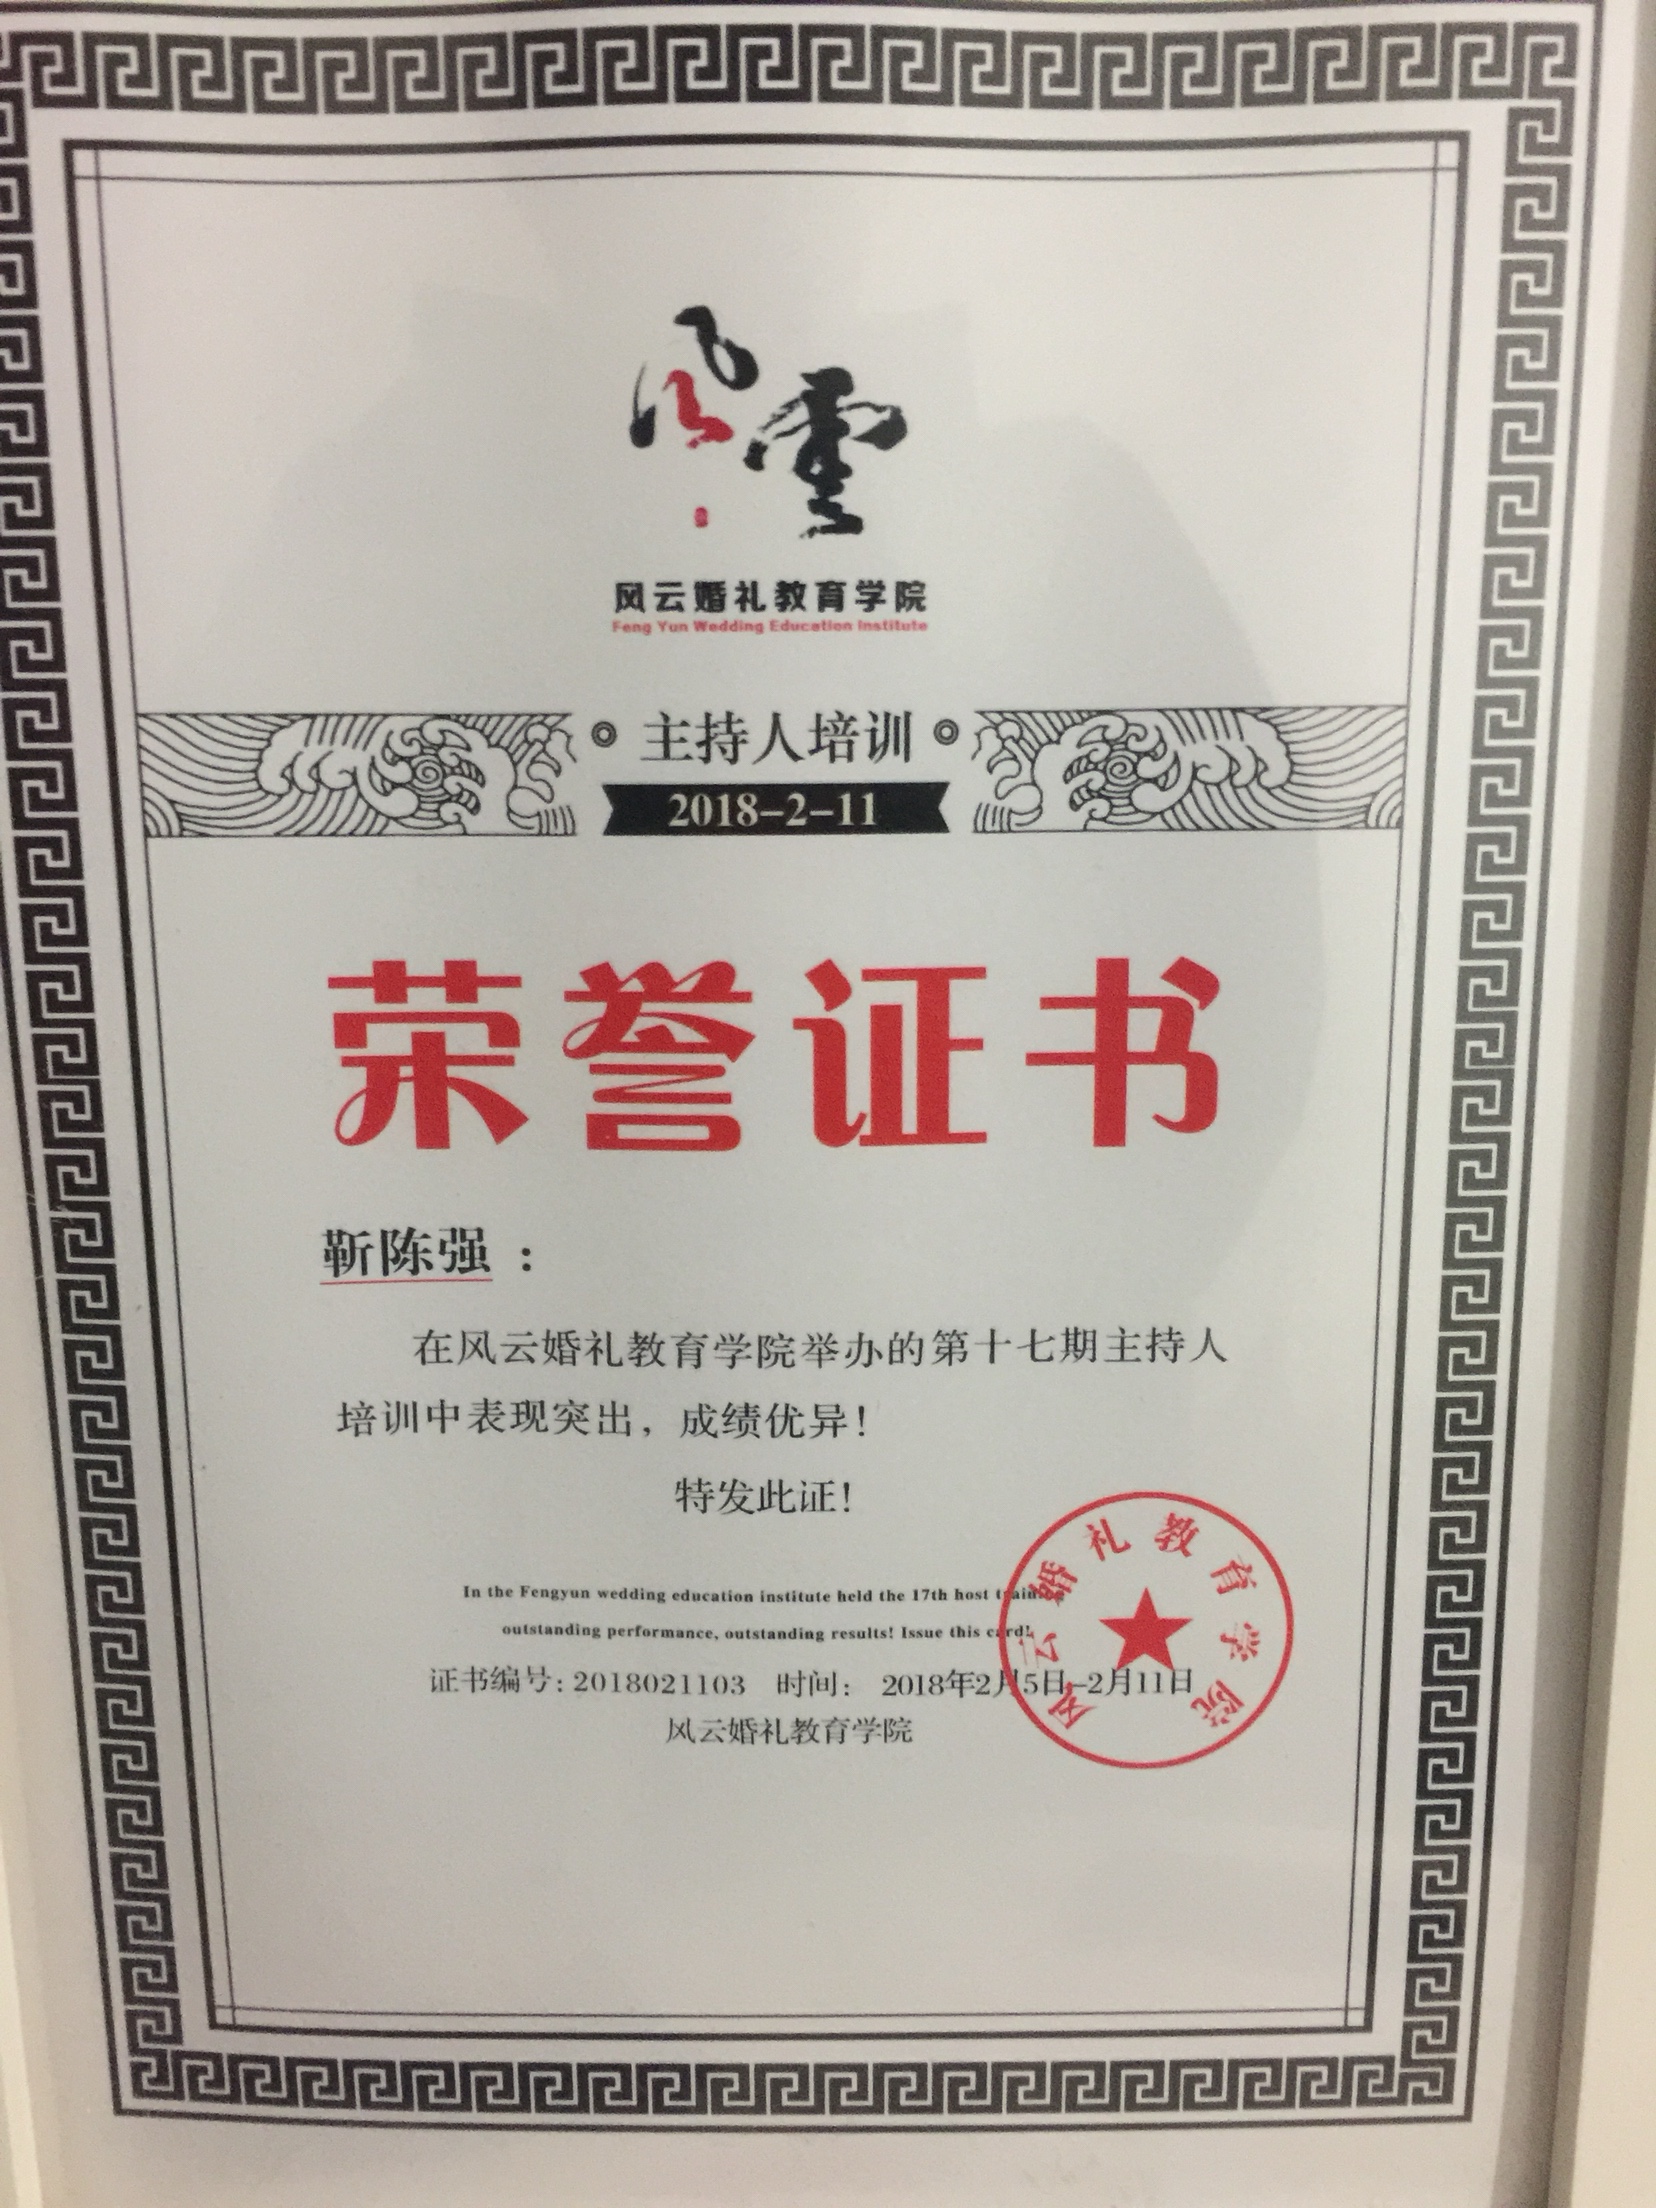 风雲
风云婚礼教育学院
Feng Yun Wedding Education Institute
主持人培训
2018-2-11
荣誉证书
靳陈强：
在风云婚礼教育学院举办的第十七期主持人
培训中表现突出，成绩优异！
特发此证！
In the Fengyun wedding education institute held the 17th host
outstanding performance, outstanding results! Issue this card!
证书编号：2018021103 时间： 2018年2月5日-2月11日
风云婚礼教育学院
风云婚礼教育学院